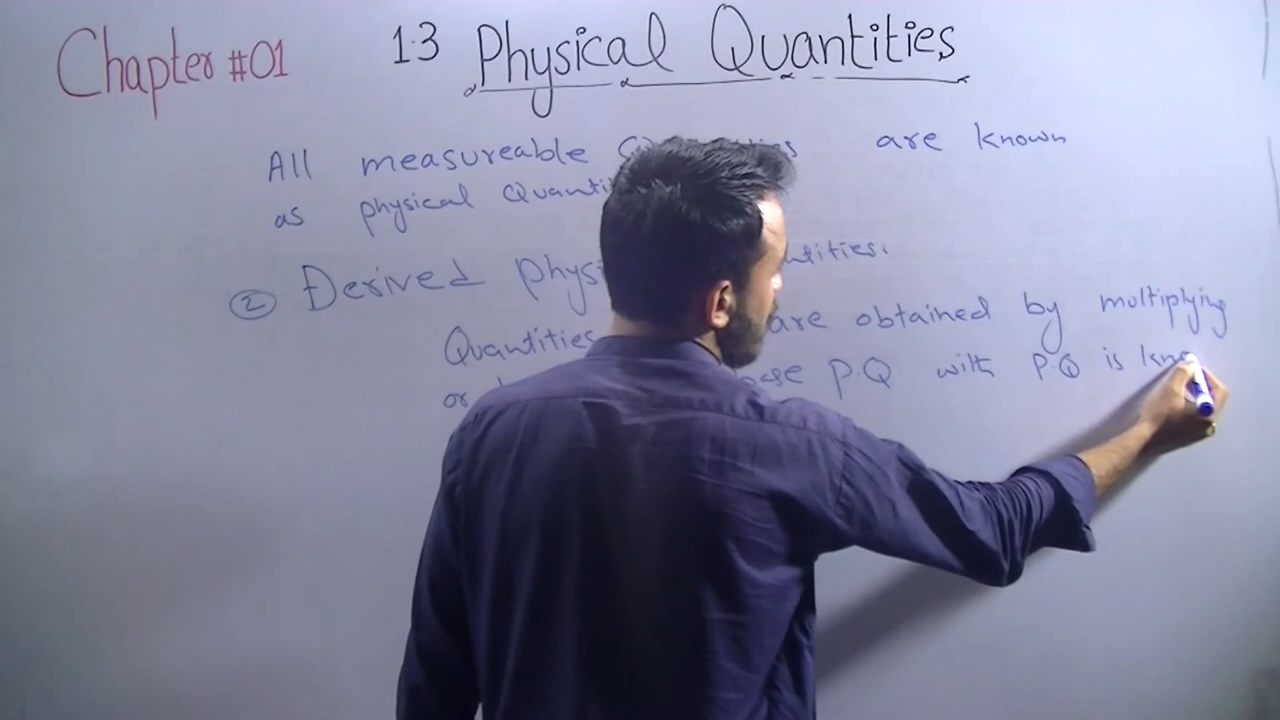 Chapter #01 1.3 Physical Quantities
All measureable are known
as physical
② Derived
Quantities are obtained by multiplying
or P.Q with P.Q is